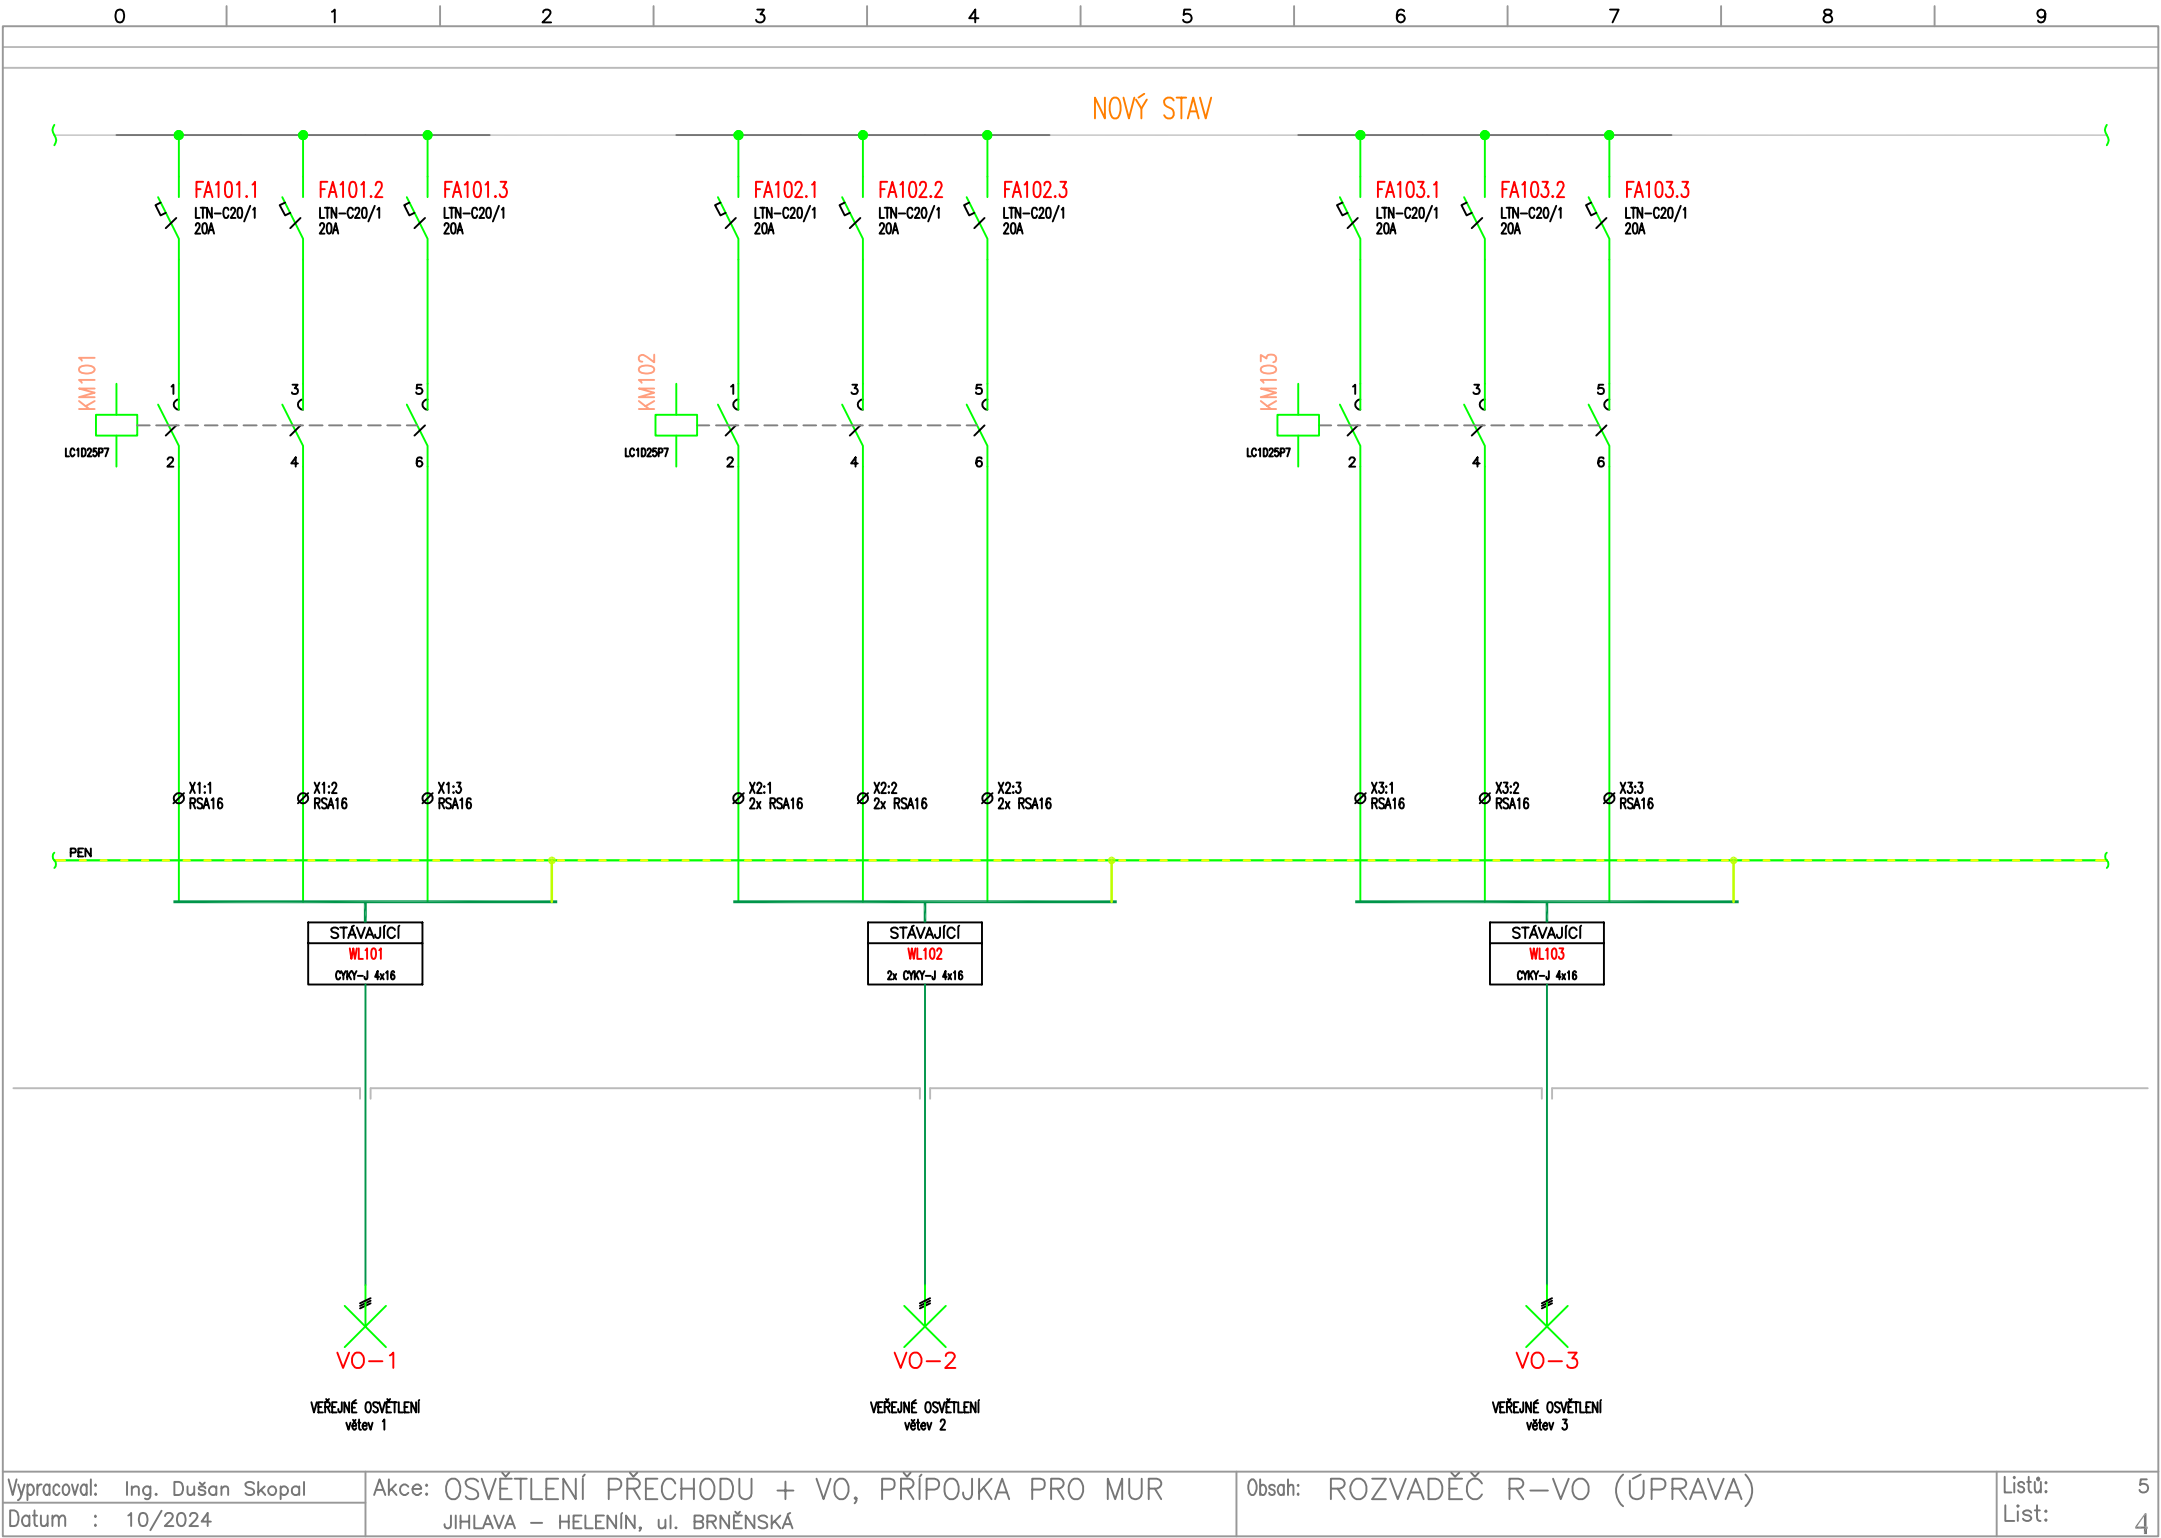 0 1 2 3 4 5 6 7 8 9
NOVÝ STAV
FA101.1 FA101.2 FA101.3 FA102.1 FA102.2 FA102.3 FA103.1 FA103.2 FA103.3
LTN-C20/1 LTN-C20/1 LTN-C20/1 LTN-C20/1 LTN-C20/1 LTN-C20/1 LTN-C20/1 LTN-C20/1 LTN-C20/1
20A 20A 20A 20A 20A 20A 20A 20A 20A
KM101 KM102 KM103
1 3 5 1 3 5 1 3 5
LC1D25P7 LC1D25P7 LC1D25P7
2 4 6 2 4 6 2 4 6
X1:1 X1:2 X1:3 X2:1 X2:2 X2:3 X3:1 X3:2 X3:3
RSA16 RSA16 RSA16 2x RSA16 2x RSA16 2x RSA16 RSA16 RSA16 RSA16
PEN
STÁVAJÍCÍ STÁVAJÍCÍ STÁVAJÍCÍ
WL101 WL102 WL103
CYKY-J 4x16 2x CYKY-J 4x16 CYKY-J 4x16
VO-1 VO-2 VO-3
VEŘEJNÉ OSVĚTLENÍ VEŘEJNÉ OSVĚTLENÍ VEŘEJNÉ OSVĚTLENÍ
větev 1 větev 2 větev 3
Vypracoval: Ing. Dušan Skopal
Datum : 10/2024
Akce: OSVĚTLENÍ PŘECHODU + VO, PŘÍPOJKA PRO MUR
JIHLAVA - HELENÍN, ul. BRNĚNSKÁ
Obsah: ROZVADĚČ R-VO (ÚPRAVA)
Listů: 5
List: 4